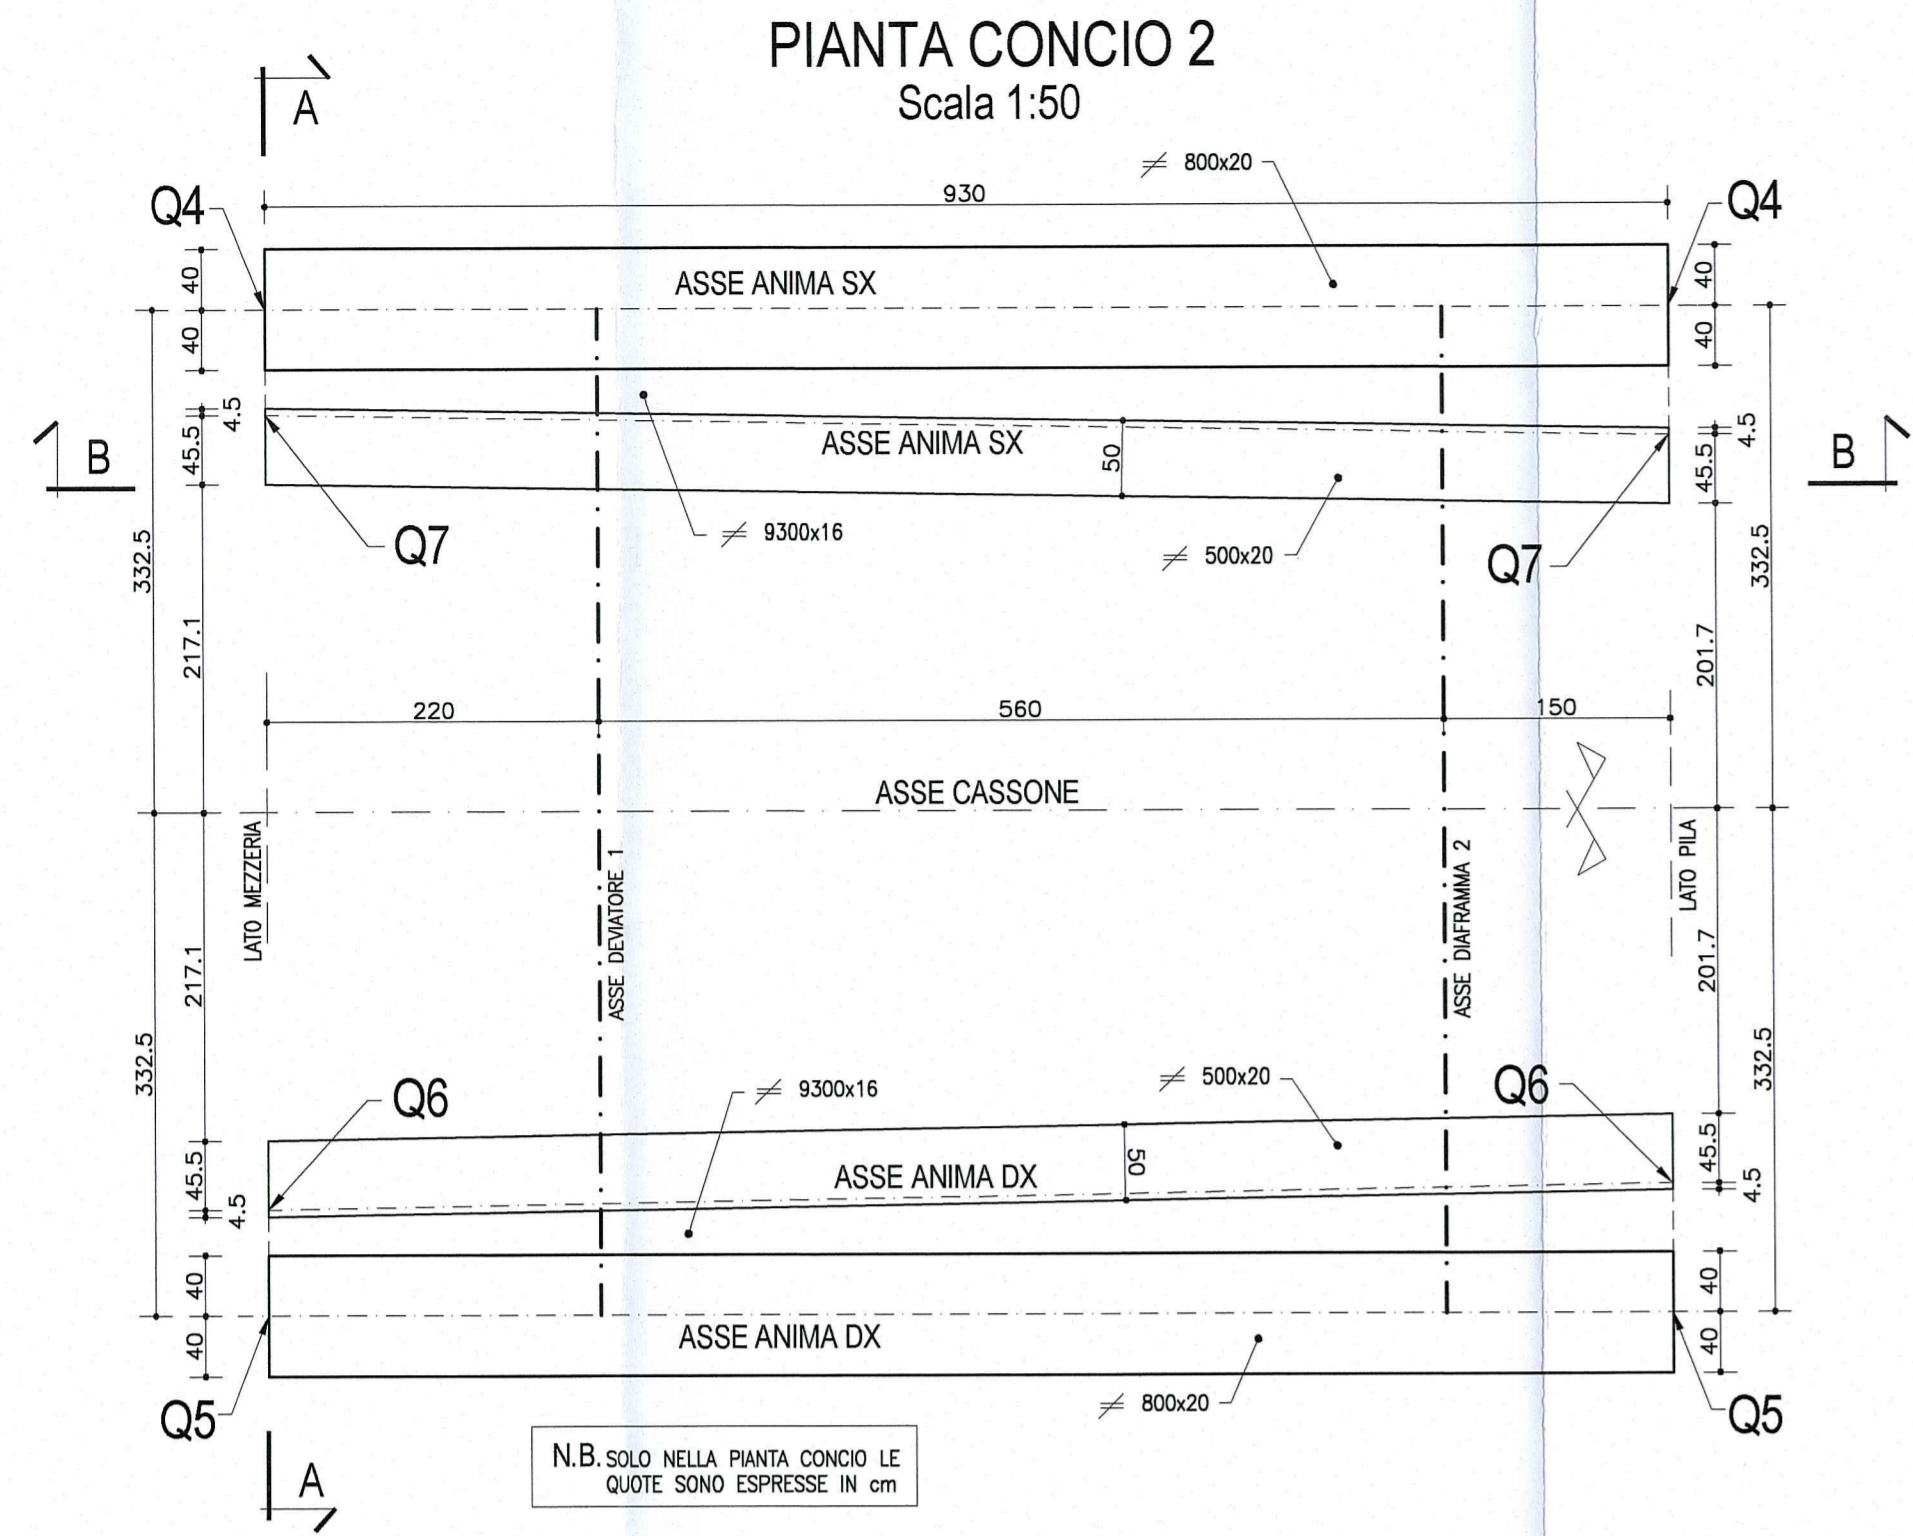 PIANTA CONCIO 2
Scala 1:50
A
800x20
930
Q4
Q4
40
40
ASSE ANIMA SX
40
40
4.5
4.5
45.5
ASSE ANIMA SX
50
45.5
B
B
Q7
9300x16
500x20
Q7
332.5
332.5
217.1
201.7
220
560
150
ASSE CASSONE
LATO MEZZERIA
ASSE DEVIATORE 1
ASSE DIAFRAMMA 2
LATO PILA
217.1
201.7
332.5
332.5
Q6
9300x16
500x20
Q6
45.5
ASSE ANIMA DX
50
45.5
4.5
4.5
40
40
ASSE ANIMA DX
40
40
Q5
800x20
Q5
N.B. SOLO NELLA PIANTA CONCIO LE
QUOTE SONO ESPRESSE IN cm
A